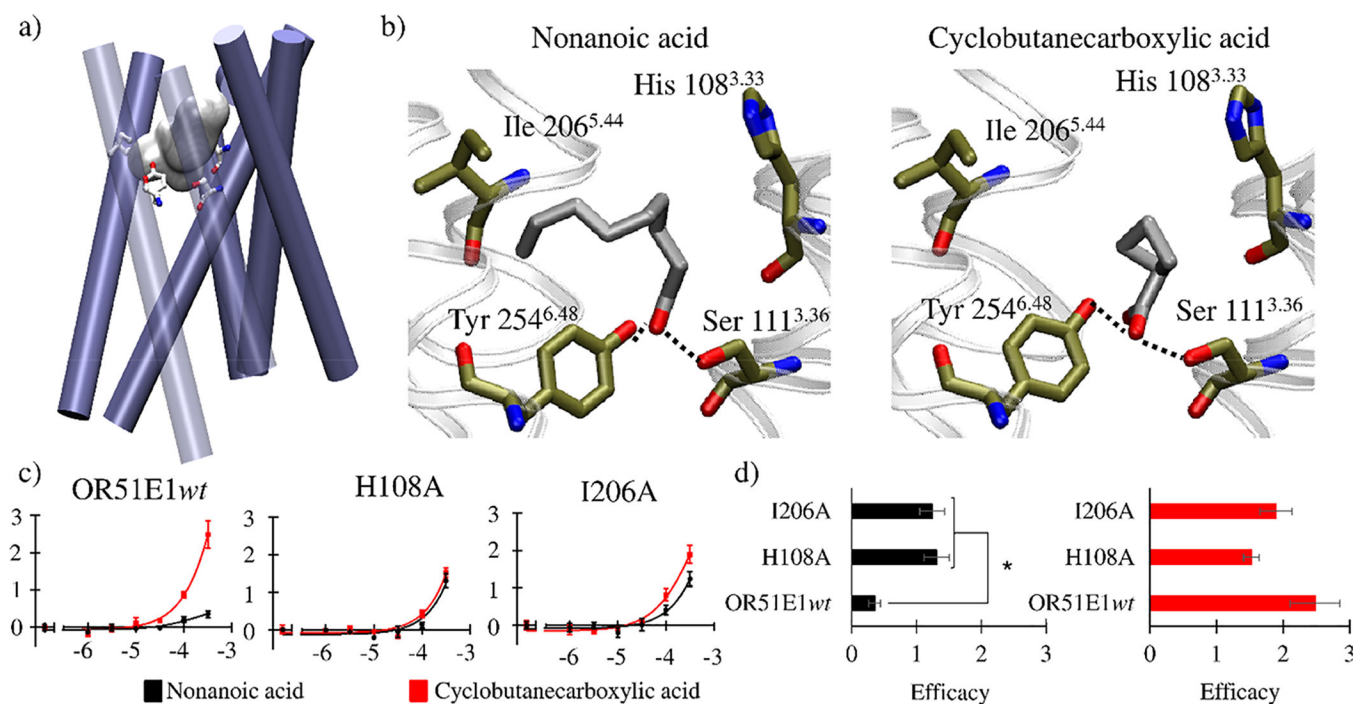 a)
b)
Nonanoic acid
Cyclobutanecarboxylic acid
His 108^3.33
Ile 206^5.44
Tyr 254^6.48
Ser 111^3.36
His 108^3.33
Ile 206^5.44
Tyr 254^6.48
Ser 111^3.36
c)
OR51E1wt
H108A
I206A
3
2
1
0
-6 -5 -4 -3
3
2
1
0
-6 -5 -4 -3
3
2
1
0
-6 -5 -4 -3
Nonanoic acid
Cyclobutanecarboxylic acid
d)
I206A
H108A
OR51E1wt
*
0 1 2 3
Efficacy
I206A
H108A
OR51E1wt
0 1 2 3
Efficacy